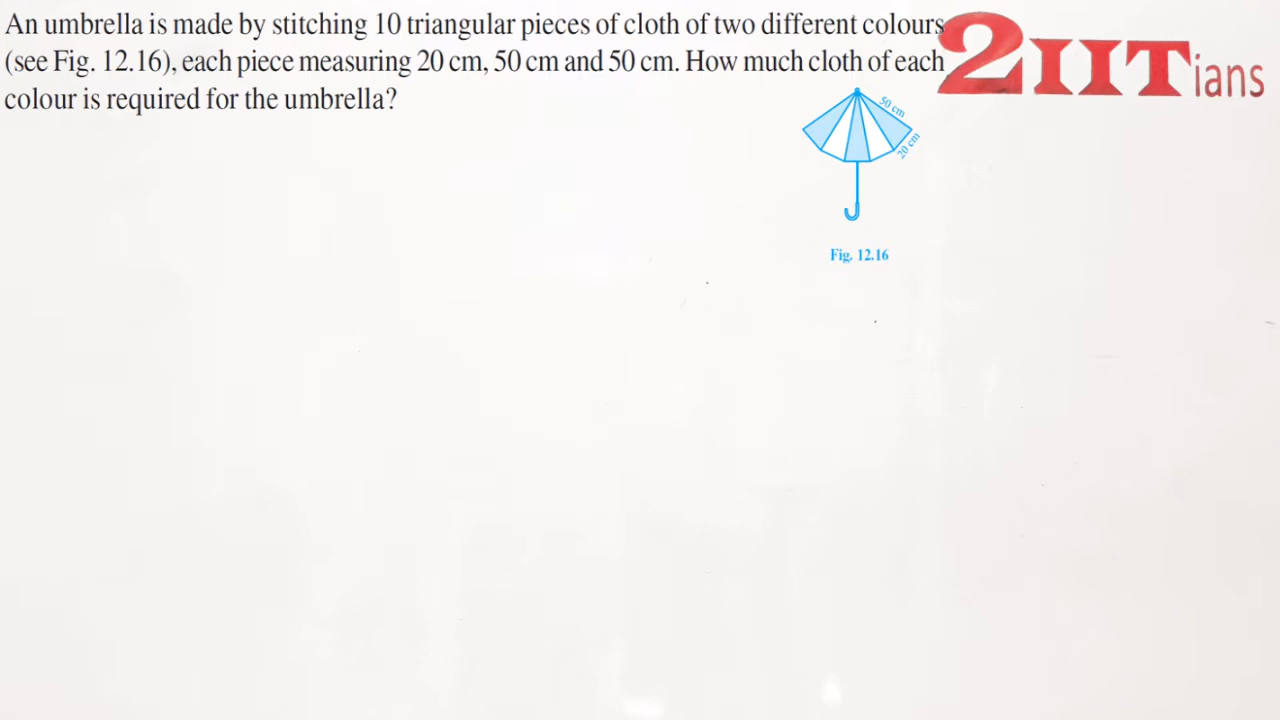 An umbrella is made by stitching 10 triangular pieces of cloth of two different colours
(see Fig. 12.16), each piece measuring 20 cm, 50 cm and 50 cm. How much cloth of each
colour is required for the umbrella?
2IITians
50 cm
20 cm
Fig. 12.16